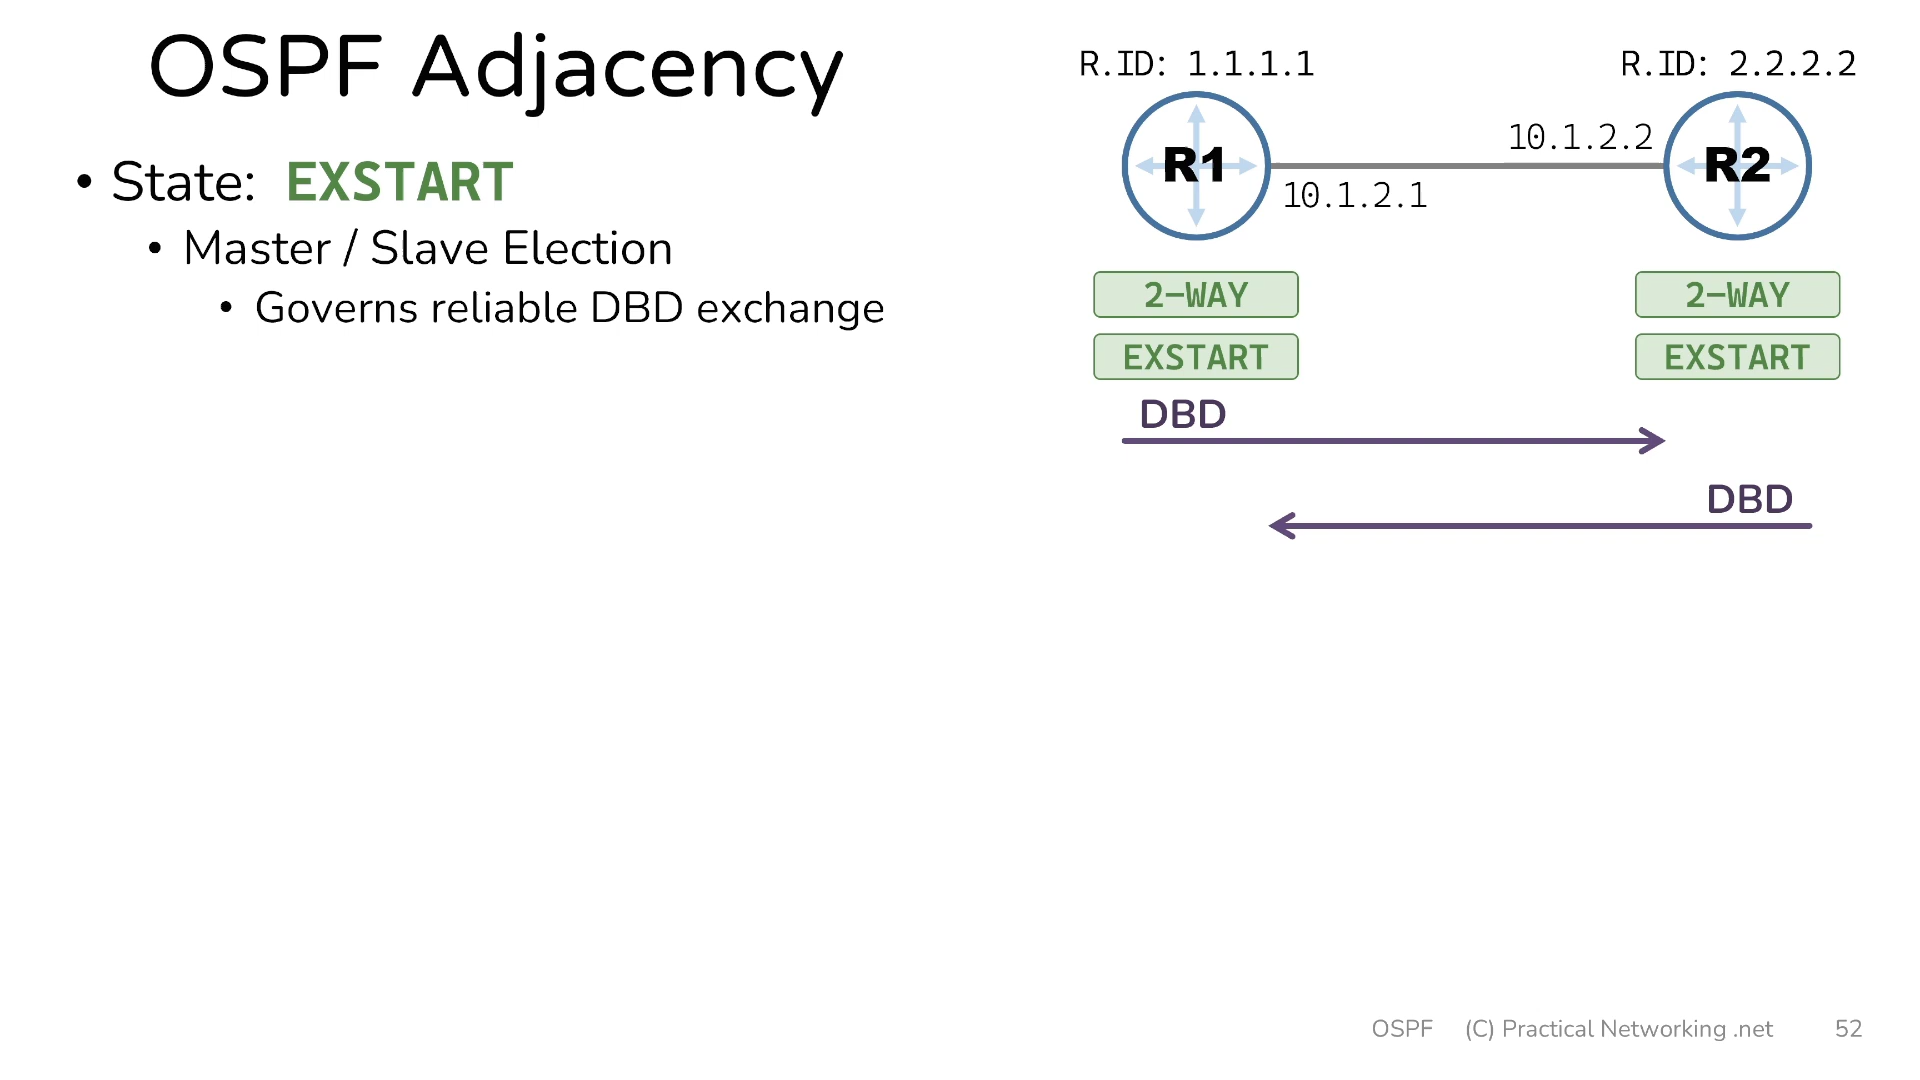 OSPF Adjacency
• State: EXSTART
• Master / Slave Election
• Governs reliable DBD exchange
R.ID: 1.1.1.1
R.ID: 2.2.2.2
R1
R2
10.1.2.2
10.1.2.1
2-WAY
2-WAY
EXSTART
EXSTART
DBD
DBD
OSPF (C) Practical Networking .net 52